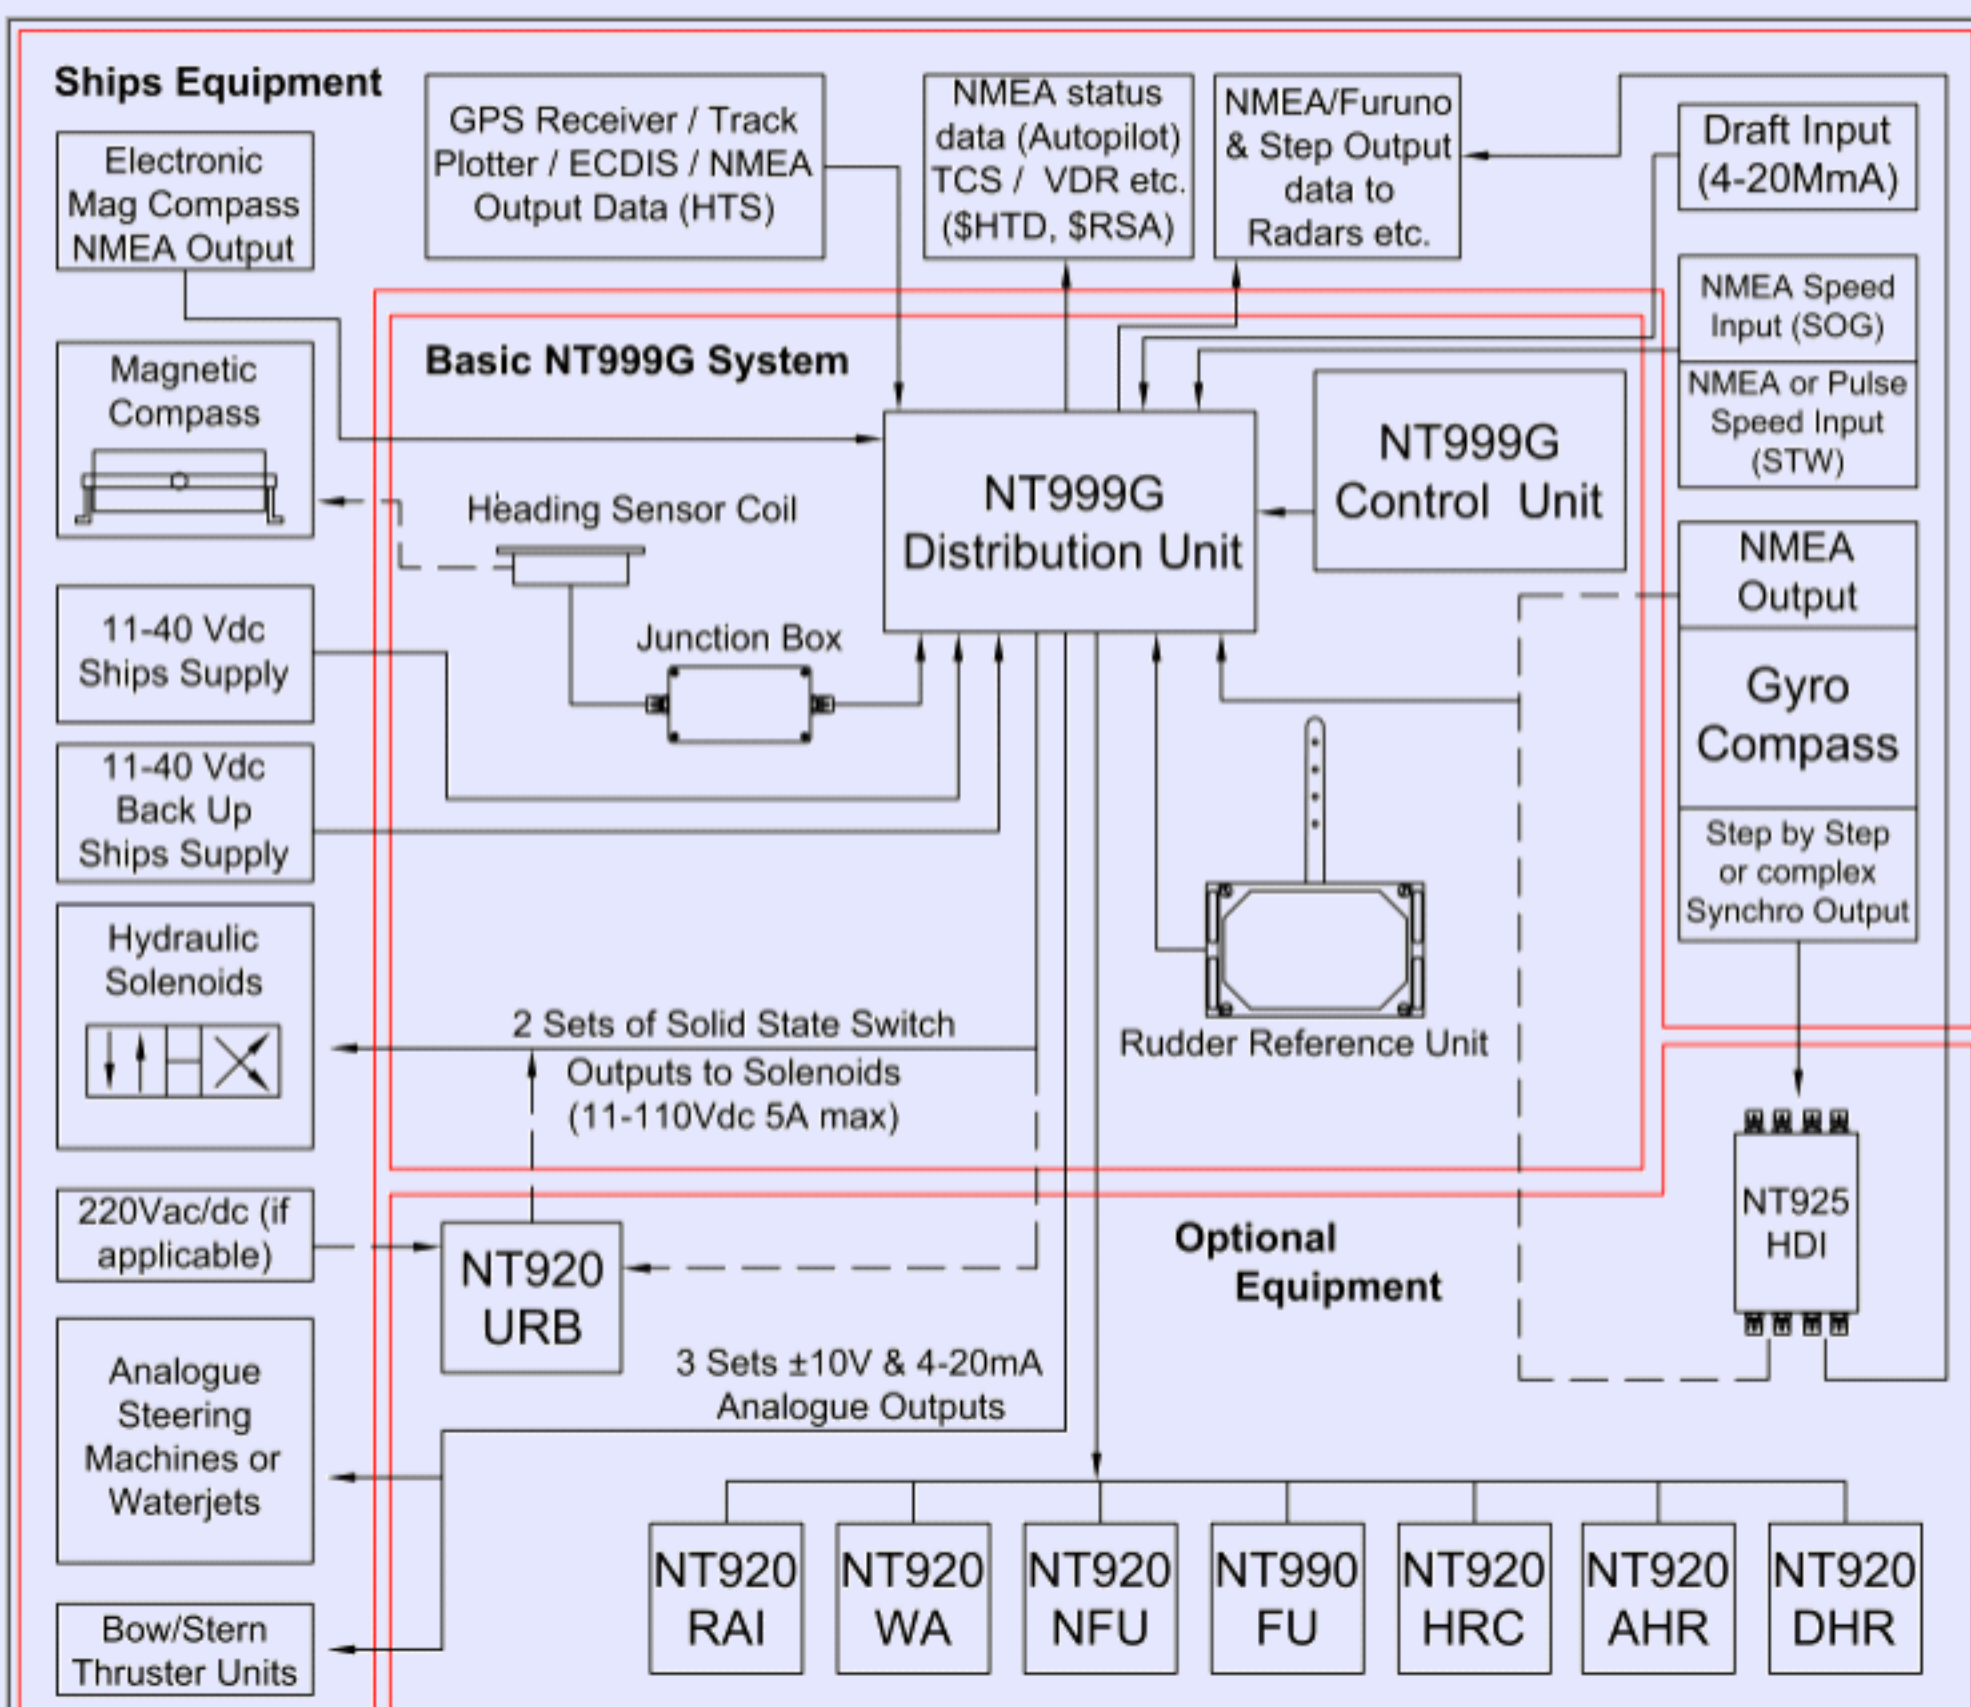 Ships Equipment
Electronic
Mag Compass
NMEA Output
GPS Receiver / Track
Plotter / ECDIS / NMEA
Output Data (HTS)
NMEA status
data (Autopilot)
TCS / VDR etc.
($HTD, $RSA)
NMEA/Furuno
& Step Output
data to
Radars etc.
Draft Input
(4-20MmA)
NMEA Speed
Input (SOG)
NMEA or Pulse
Speed Input
(STW)
Basic NT999G System
Magnetic
Compass
Heading Sensor Coil
NT999G
Distribution Unit
NT999G
Control Unit
NMEA
Output
Gyro
Compass
Step by Step
or complex
Synchro Output
Junction Box
11-40 Vdc
Ships Supply
11-40 Vdc
Back Up
Ships Supply
Hydraulic
Solenoids
2 Sets of Solid State Switch
Outputs to Solenoids
(11-110Vdc 5A max)
Rudder Reference Unit
220Vac/dc (if
applicable)
NT920
URB
Optional
Equipment
NT925
HDI
3 Sets ±10V & 4-20mA
Analogue Outputs
Analogue
Steering
Machines or
Waterjets
Bow/Stern
Thruster Units
NT920
RAI
NT920
WA
NT920
NFU
NT990
FU
NT920
HRC
NT920
AHR
NT920
DHR